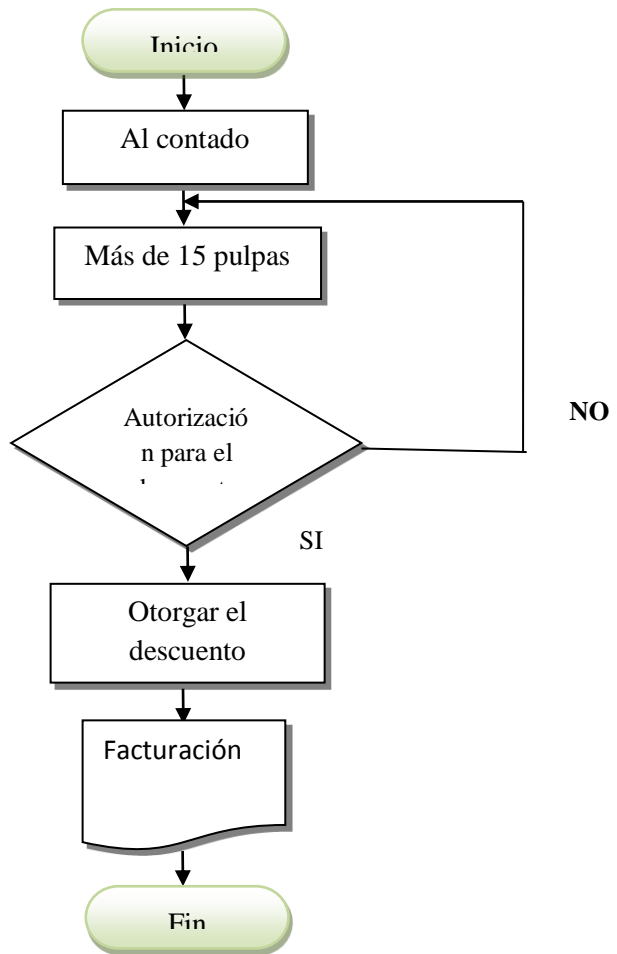 Inicio
Al contado
Más de 15 pulpas
NO
Autorizació
n para el
SI
Otorgar el
descuento
Facturación
Fin